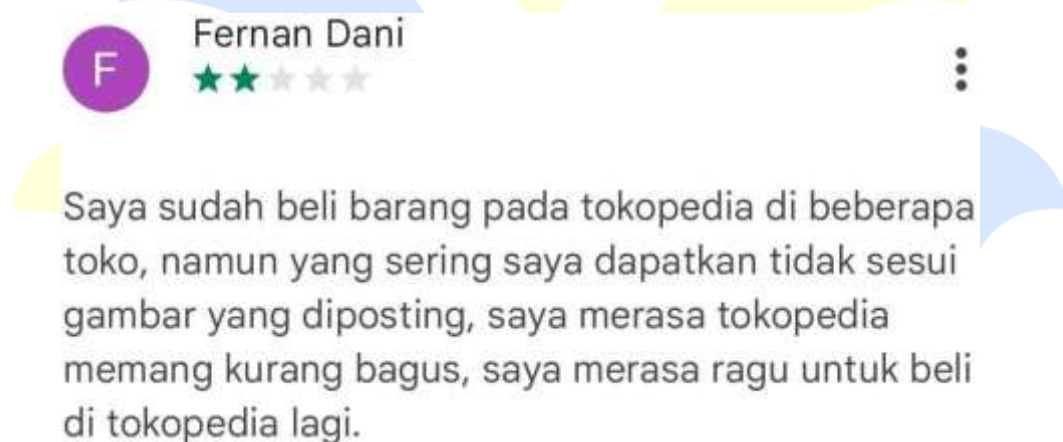 Fernan Dani
F
Saya sudah beli barang pada tokopedia di beberapa
toko, namun yang sering saya dapatkan tidak sesui
gambar yang diposting, saya merasa tokopedia
memang kurang bagus, saya merasa ragu untuk beli
di tokopedia lagi.